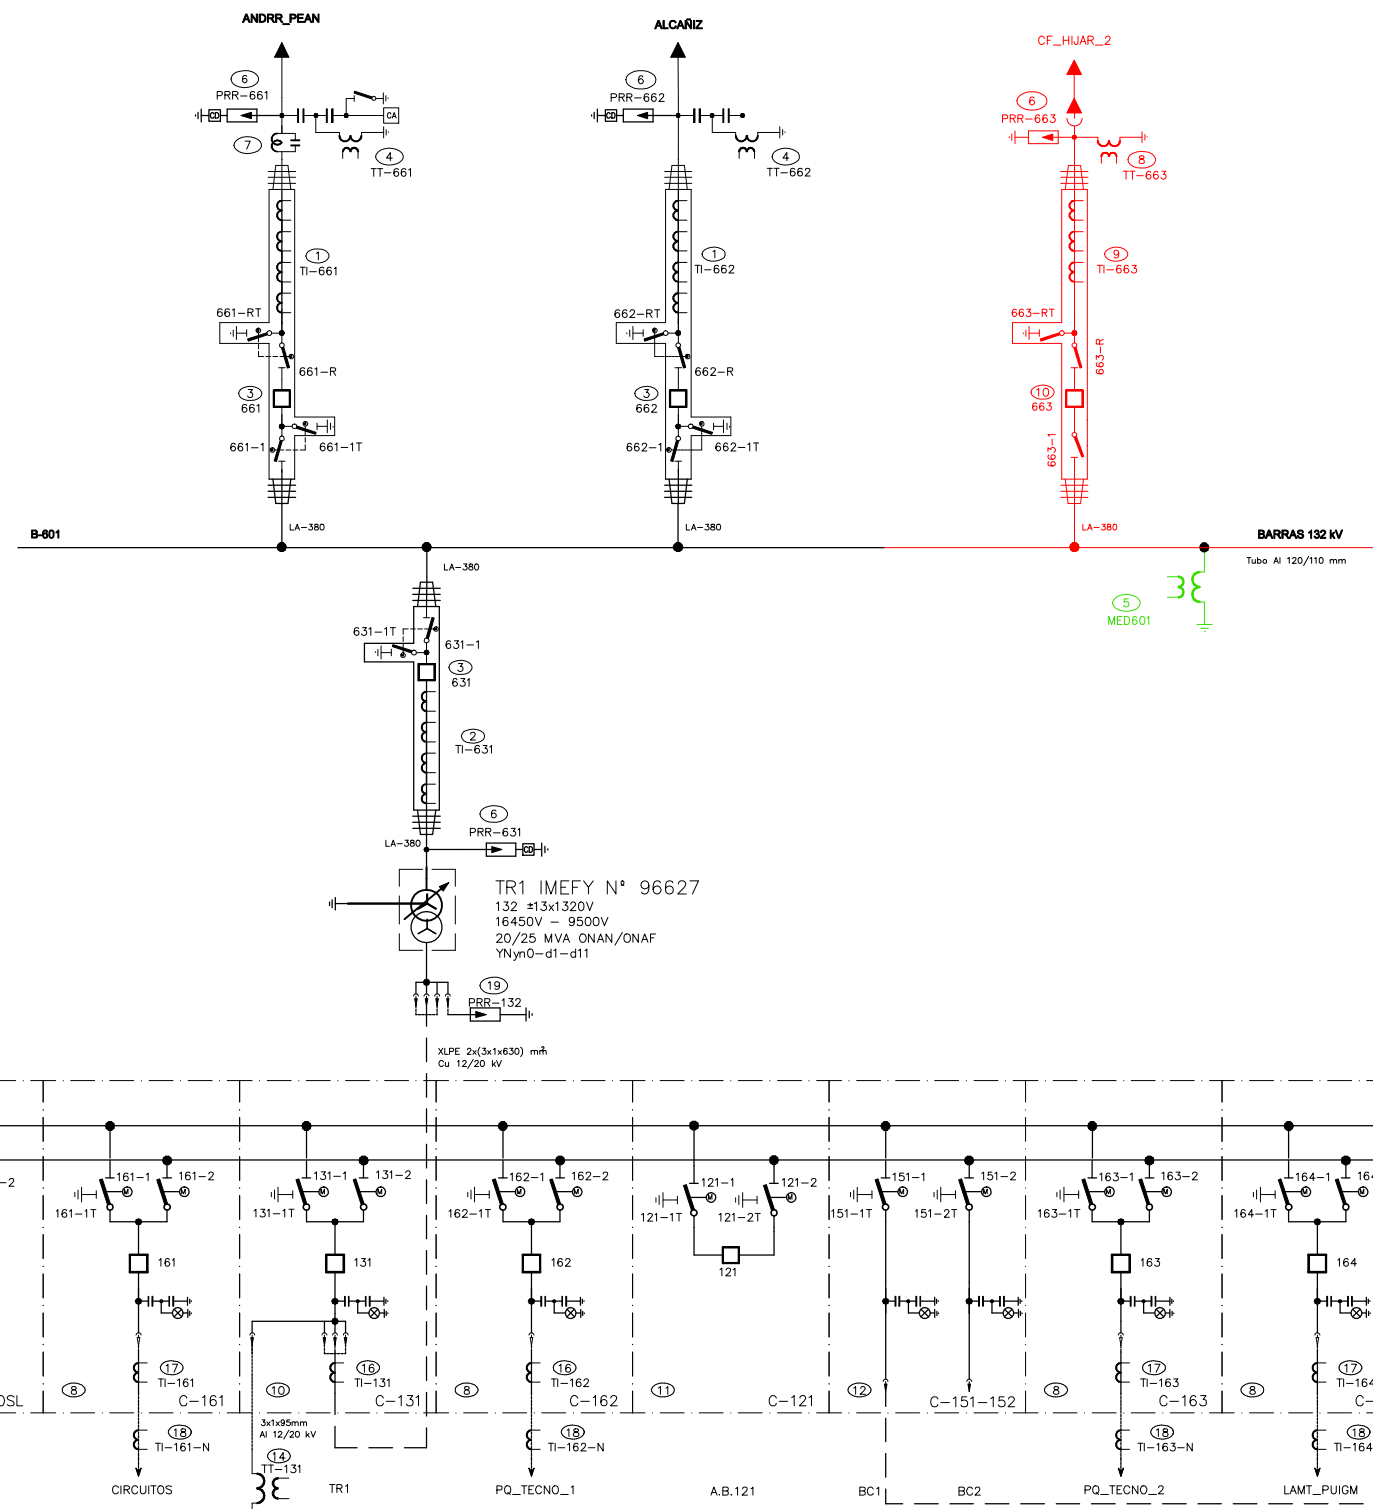 ANDRR_PEAN
ALCAÑIZ
CF_HIJAR_2
6
PRR-661
CD
CA
7
4
TT-661
6
PRR-662
CD
4
TT-662
6
PRR-663
8
TT-663
1
TI-661
1
TI-662
9
TI-663
661-RT
661-R
3
661
661-1
661-1T
662-RT
662-R
3
662
662-1
662-1T
663-RT
663-R
10
663
663-1
LA-380
LA-380
LA-380
B-601
BARRAS 132 kV
Tubo Al 120/110 mm
LA-380
5
MED601
631-1T
631-1
3
631
2
TI-631
6
PRR-631
CD
LA-380
TR1 IMEFY Nº 96627
132 ±13x1320V
16450V - 9500V
20/25 MVA ONAN/ONAF
YNyn0-d1-d11
19
PRR-132
XLPE 2x(3x1x630) mm²
Cu 12/20 kV
-2
161-1
161-2
M
M
161-1T
131-1
131-2
M
M
131-1T
162-1
162-2
M
M
162-1T
121-1
121-2
M
M
121-1T
121-2T
151-1
151-2
M
M
151-1T
151-2T
163-1
163-2
M
M
163-1T
164-1
164
M
M
164-1T
161
131
162
121
163
164
17
TI-161
16
TI-131
16
TI-162
17
TI-163
17
TI-164
OSL
8
C-161
10
C-131
8
C-162
11
C-121
12
C-151-152
8
C-163
8
C-
18
TI-161-N
3x1x95mm
Al 12/20 kV
14
TT-131
18
TI-162-N
18
TI-163-N
18
TI-164
CIRCUITOS
TR1
PQ_TECNO_1
A.B.121
BC1
BC2
PQ_TECNO_2
LAMT_PUIGM